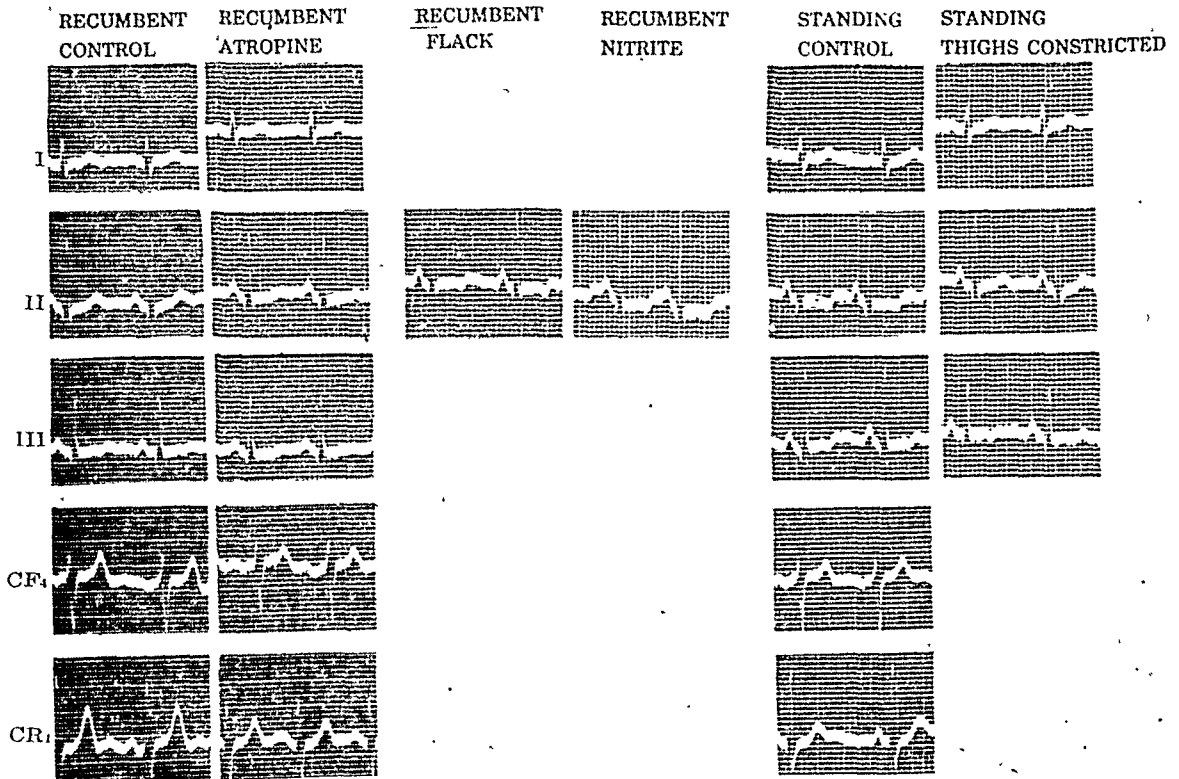 RECUMBENT
CONTROL
RECUMBENT
ATROPINE
RECUMBENT
FLACK
RECUMBENT
NITRITE
STANDING
CONTROL
STANDING
THIGHS CONSTRICTED
I
II
III
CF₄
CR₁